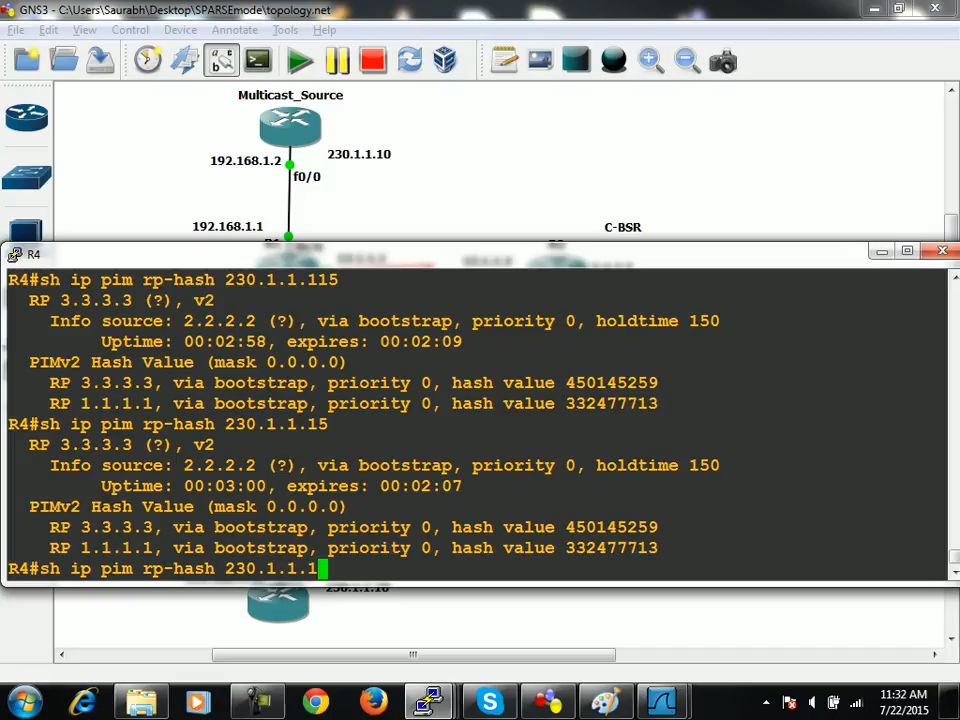 GNS3 - C:\Users\Saurabh\Desktop\SPARSEmode\topology.net
File Edit View Control Device Annotate Tools Help
Multicast_Source
192.168.1.2
230.1.1.10
f0/0
192.168.1.1
C-BSR
R4
R4#sh ip pim rp-hash 230.1.1.115
RP 3.3.3.3 (?), v2
Info source: 2.2.2.2 (?), via bootstrap, priority 0, holdtime 150
Uptime: 00:02:58, expires: 00:02:09
PIMv2 Hash Value (mask 0.0.0.0)
RP 3.3.3.3, via bootstrap, priority 0, hash value 450145259
RP 1.1.1.1, via bootstrap, priority 0, hash value 332477713
R4#sh ip pim rp-hash 230.1.1.15
RP 3.3.3.3 (?), v2
Info source: 2.2.2.2 (?), via bootstrap, priority 0, holdtime 150
Uptime: 00:03:00, expires: 00:02:07
PIMv2 Hash Value (mask 0.0.0.0)
RP 3.3.3.3, via bootstrap, priority 0, hash value 450145259
RP 1.1.1.1, via bootstrap, priority 0, hash value 332477713
R4#sh ip pim rp-hash 230.1.1.1
11:32 AM
7/22/2015